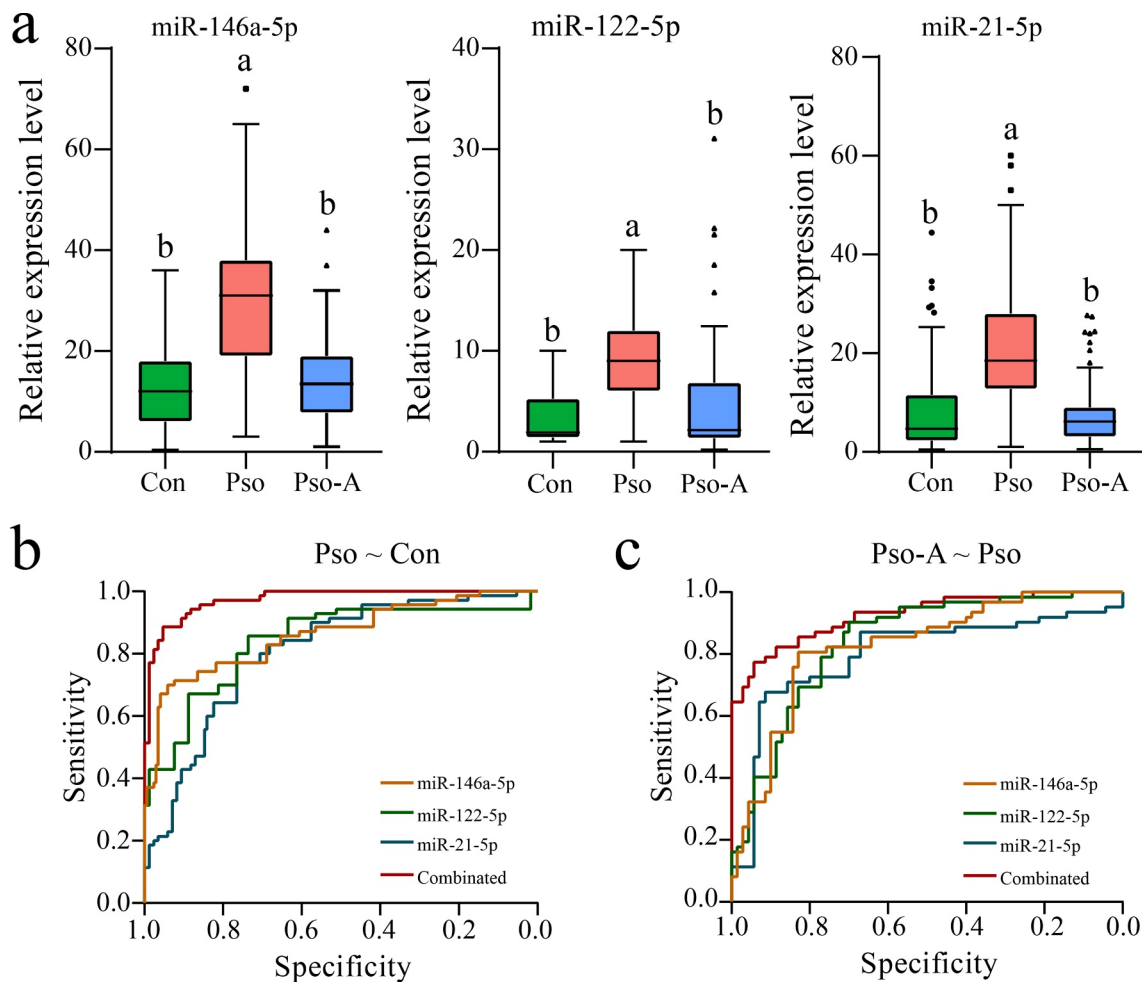 a
miR-146a-5p
Relative expression level
80
60
40
20
0
b
a
b
Con
Pso
Pso-A
miR-122-5p
Relative expression level
40
30
20
10
0
b
a
b
Con
Pso
Pso-A
miR-21-5p
Relative expression level
80
60
40
20
0
b
a
b
Con
Pso
Pso-A
b
Pso ~ Con
Sensitivity
1.0
0.8
0.6
0.4
0.2
0.0
miR-146a-5p
miR-122-5p
miR-21-5p
Combinated
1.0 0.8 0.6 0.4 0.2 0.0
Specificity
c
Pso-A ~ Pso
Sensitivity
1.0
0.8
0.6
0.4
0.2
0.0
miR-146a-5p
miR-122-5p
miR-21-5p
Combinated
1.0 0.8 0.6 0.4 0.2 0.0
Specificity